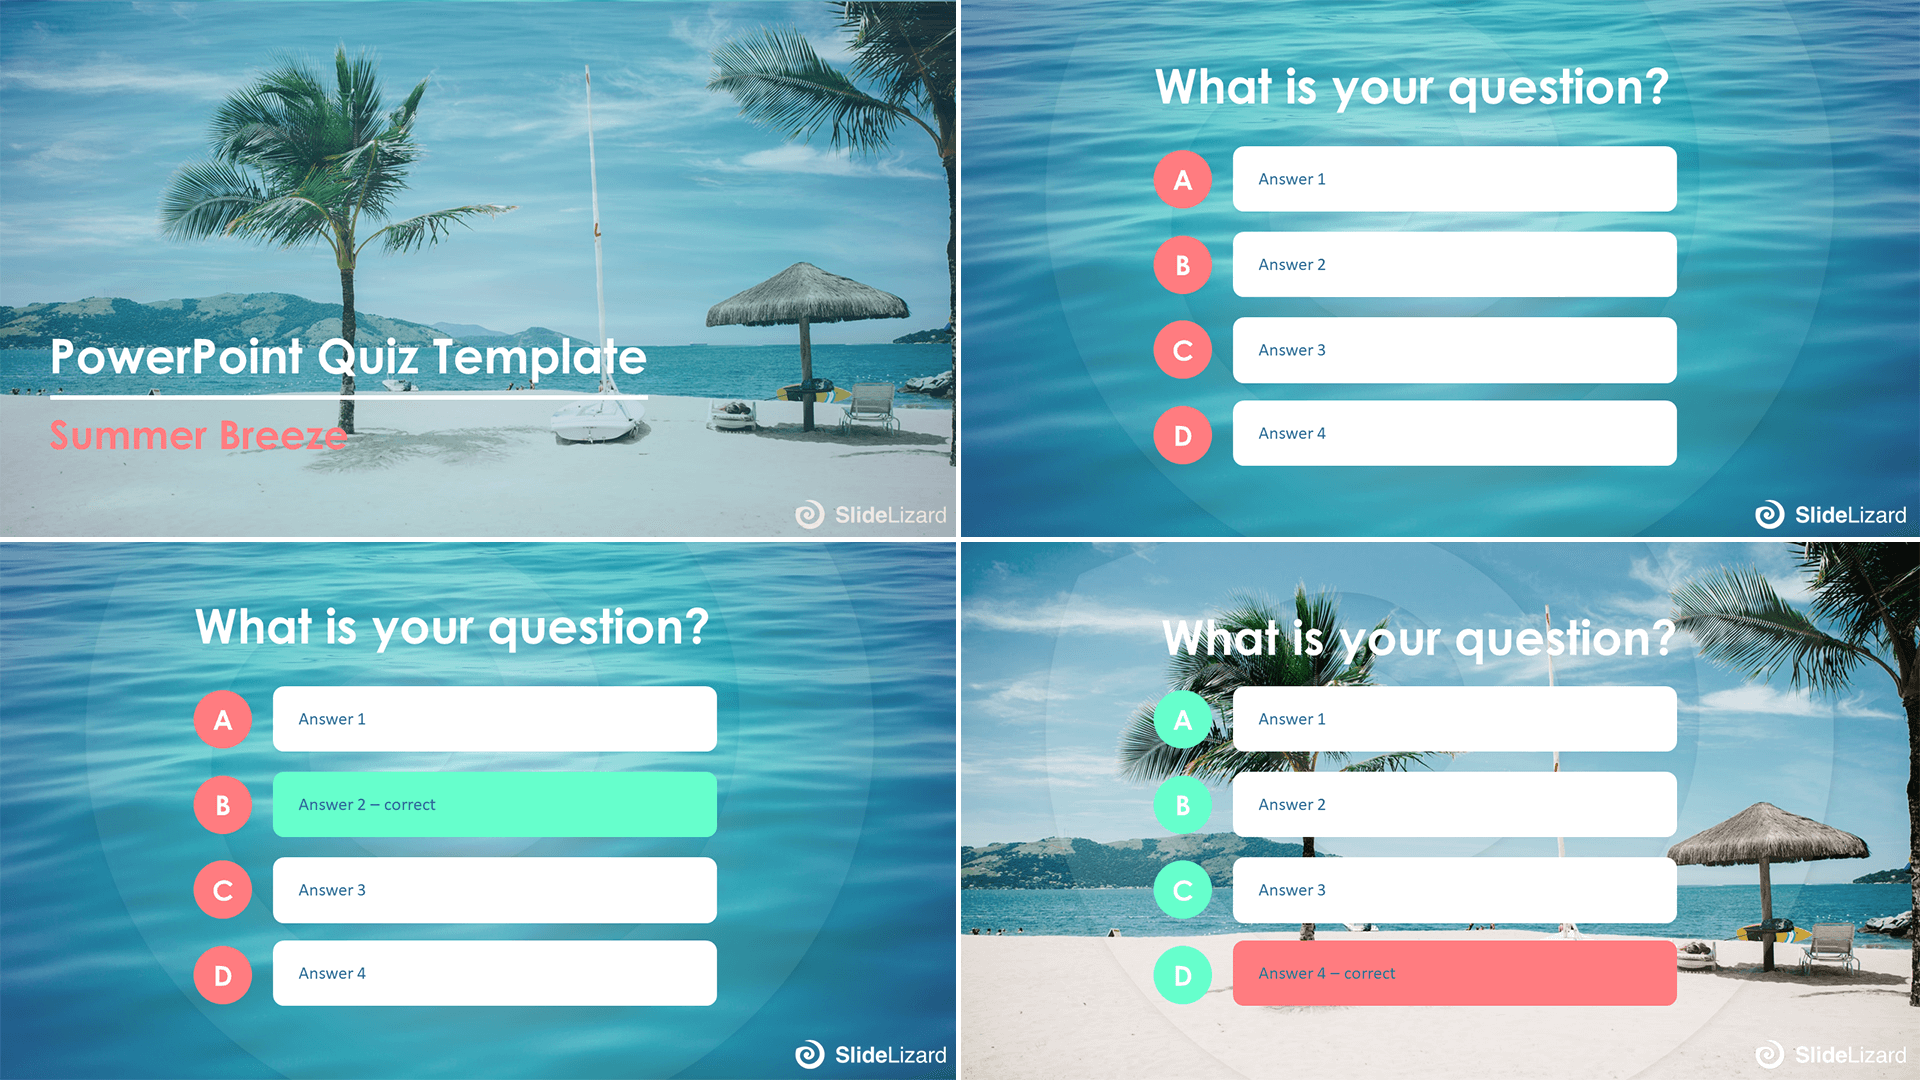 PowerPoint Quiz Template
Summer Breeze
SlideLizard
What is your question?
A Answer 1
B Answer 2
C Answer 3
D Answer 4
SlideLizard
What is your question?
A Answer 1
B Answer 2 – correct
C Answer 3
D Answer 4
SlideLizard
What is your question?
A Answer 1
B Answer 2
C Answer 3
D Answer 4 – correct
SlideLizard